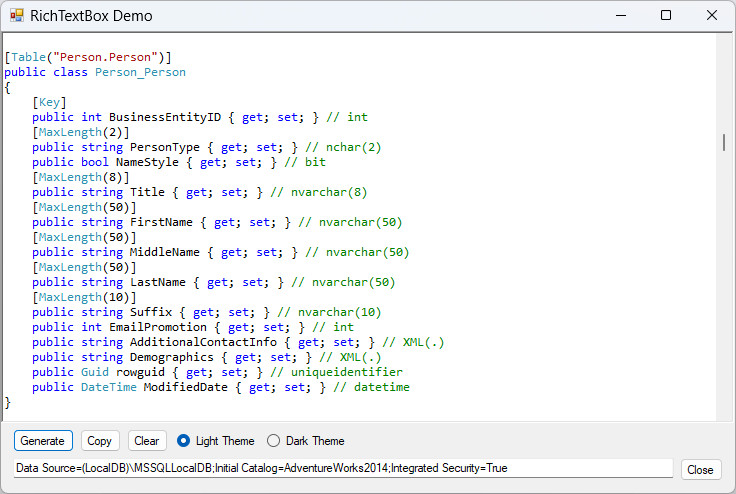 RichTextBox Demo
[Table("Person.Person")]
public class Person_Person
{
    [Key]
    public int BusinessEntityID { get; set; } // int
    [MaxLength(2)]
    public string PersonType { get; set; } // nchar(2)
    public bool NameStyle { get; set; } // bit
    [MaxLength(8)]
    public string Title { get; set; } // nvarchar(8)
    [MaxLength(50)]
    public string FirstName { get; set; } // nvarchar(50)
    [MaxLength(50)]
    public string MiddleName { get; set; } // nvarchar(50)
    [MaxLength(50)]
    public string LastName { get; set; } // nvarchar(50)
    [MaxLength(10)]
    public string Suffix { get; set; } // nvarchar(10)
    public int EmailPromotion { get; set; } // int
    public string AdditionalContactInfo { get; set; } // XML(.)
    public string Demographics { get; set; } // XML(.)
    public Guid rowguid { get; set; } // uniqueidentifier
    public DateTime ModifiedDate { get; set; } // datetime
}
Generate Copy Clear Light Theme Dark Theme
Data Source=(LocalDB)\MSSQLLocalDB;Initial Catalog=AdventureWorks2014;Integrated Security=True Close